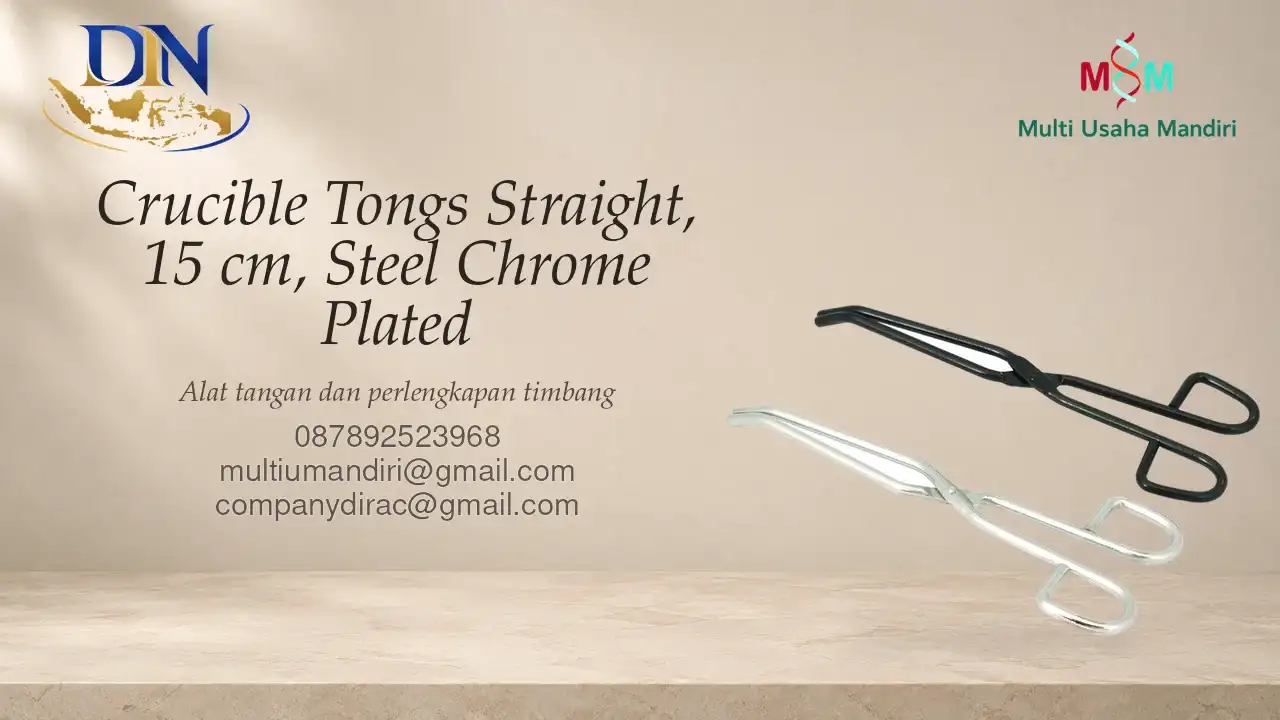 DN
M M
Multi Usaha Mandiri
Crucible Tongs Straight,
15 cm, Steel Chrome
Plated
Alat tangan dan perlengkapan timbang
087892523968
multiumandiri@gmail.com
companydirac@gmail.com